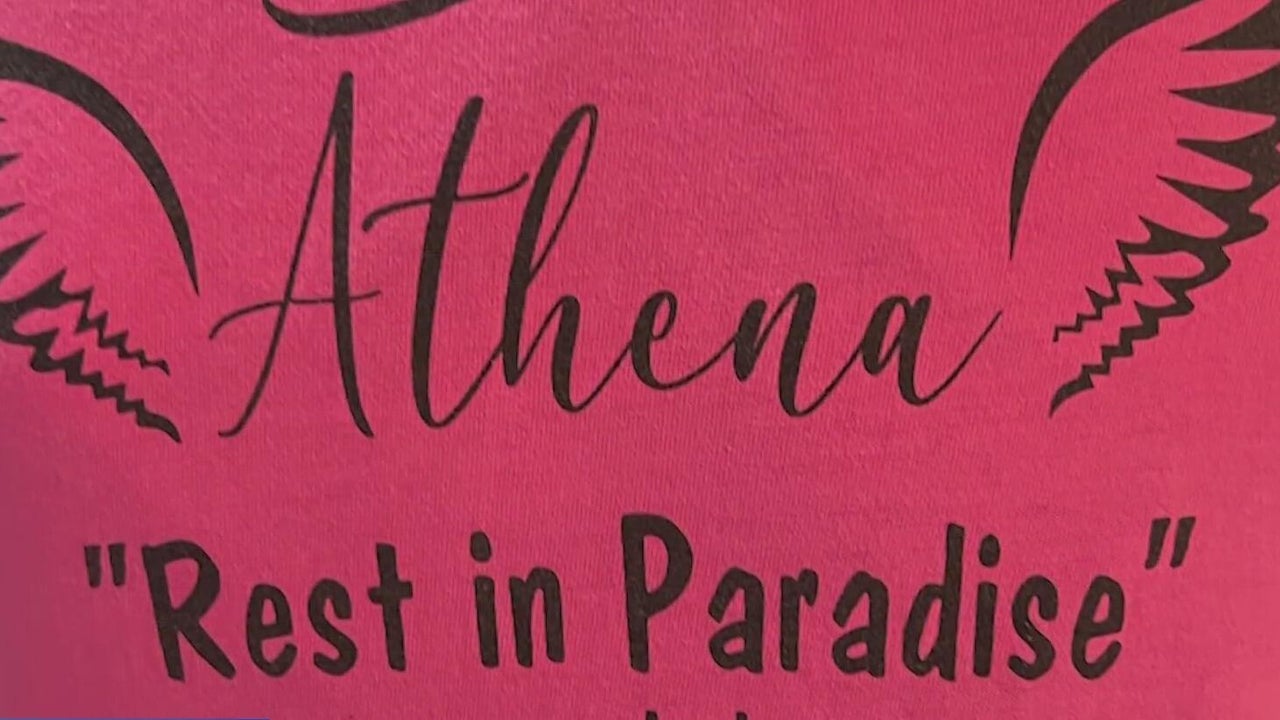 Athena
"Rest in Paradise"